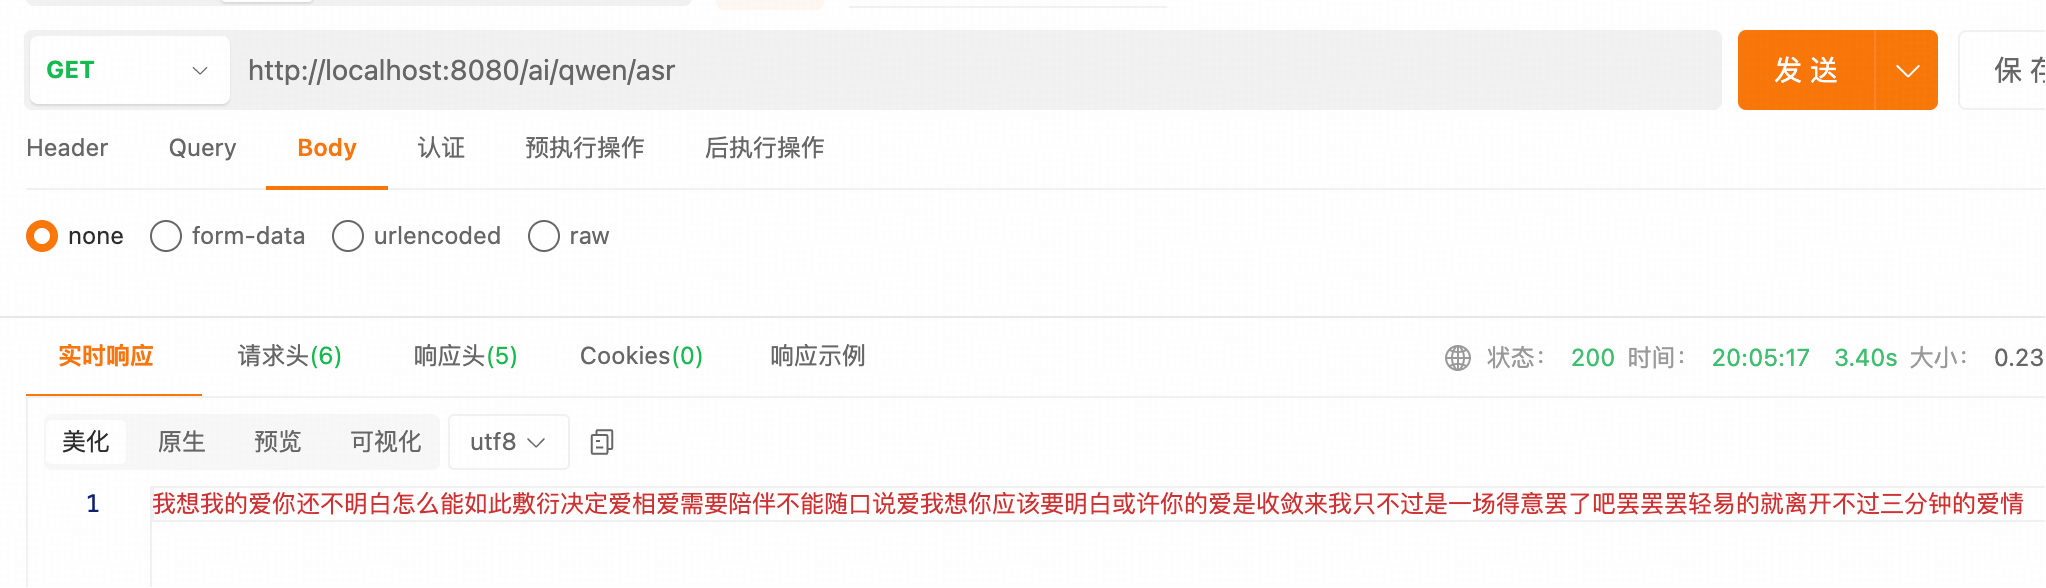 GET http://localhost:8080/ai/qwen/asr 发 送 保 存
Header Query Body 认证 预执行操作 后执行操作
none form-data urlencoded raw
实时响应 请求头(6) 响应头(5) Cookies(0) 响应示例 状态： 200 时间： 20:05:17 3.40s 大小： 0.23
美化 原生 预览 可视化 utf8
1 我想我的爱你还不明白怎么能如此敷衍决定爱相爱需要陪伴不能随口说爱我想你应该要明白或许你的爱是收敛来我只不过是一场得意罢了吧罢罢罢轻易的就离开不过三分钟的爱情